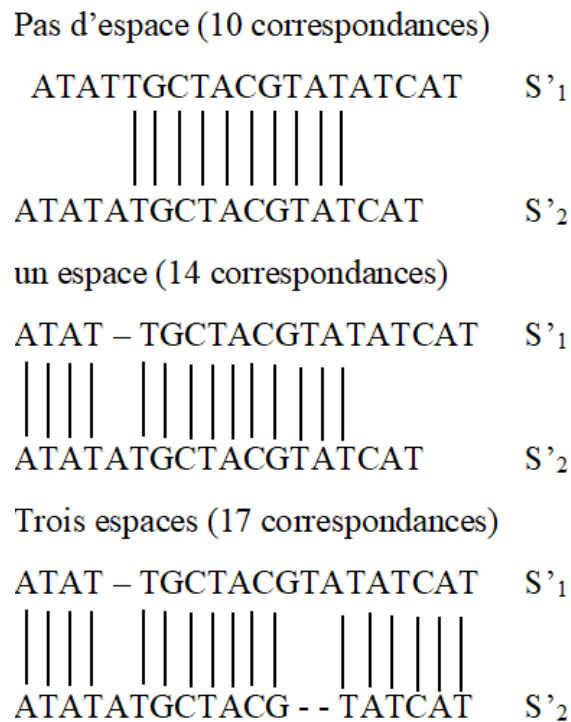 Pas d’espace (10 correspondances)
ATATTGCTACGTATATCAT S’₁
ATATATGCTACGTATCAT S’₂
un espace (14 correspondances)
ATAT – TGCTACGTATATCAT S’₁
ATATATGCTACGTATCAT S’₂
Trois espaces (17 correspondances)
ATAT – TGCTACGTATATCAT S’₁
ATATATGCTACG - - TATCAT S’₂